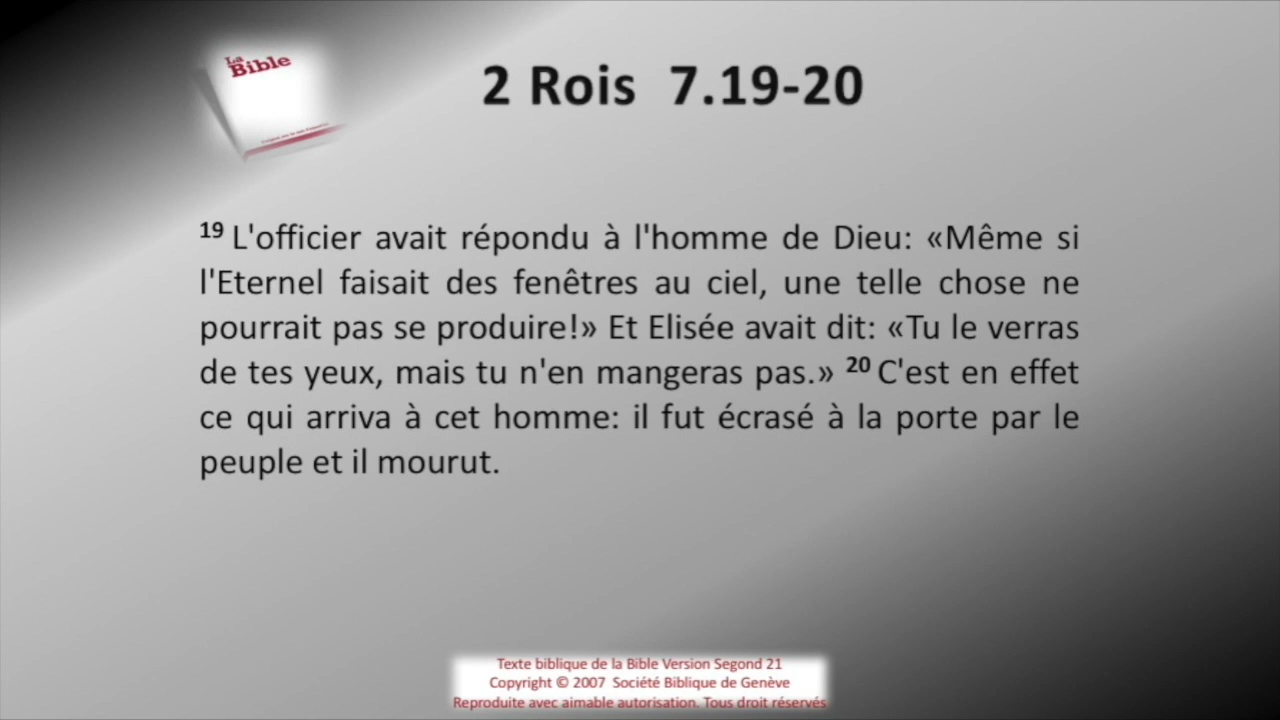 La
Bible
2 Rois 7.19-20
19 L'officier avait répondu à l'homme de Dieu: «Même si
l'Eternel faisait des fenêtres au ciel, une telle chose ne
pourrait pas se produire!» Et Elisée avait dit: «Tu le verras
de tes yeux, mais tu n'en mangeras pas.» 20 C'est en effet
ce qui arriva à cet homme: il fut écrasé à la porte par le
peuple et il mourut.
Texte biblique de la Bible Version Segond 21
Copyright © 2007 Société Biblique de Genève
Reproduite avec aimable autorisation. Tous droit réservés